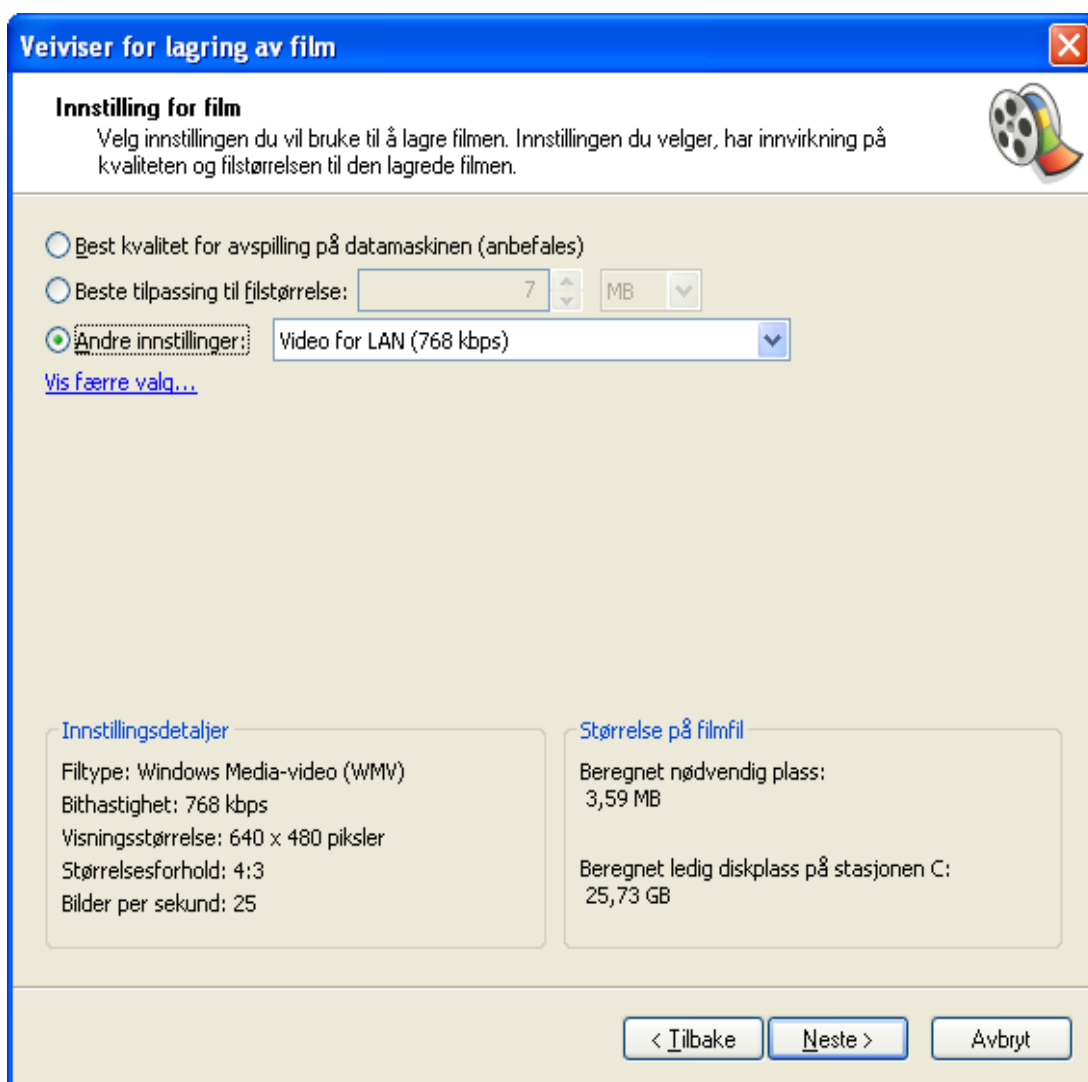 Veiviser for lagring av film
Innstilling for film
Velg innstillingen du vil bruke til å lagre filmen. Innstillingen du velger, har innvirkning på
kvaliteten og filstørrelsen til den lagrede filmen.
Best kvalitet for avspilling på datamaskinen (anbefales)
Beste tilpassing til filstørrelse: 7 MB
Andre innstillinger: Video for LAN (768 kbps)
Vis færre valg...
Innstillingsdetaljer
Filtype: Windows Media-video (WMV)
Bithastighet: 768 kbps
Visningsstørrelse: 640 x 480 piksler
Størrelsesforhold: 4:3
Bilder per sekund: 25
Størrelse på filmfil
Beregnet nødvendig plass:
3,59 MB
Beregnet ledig diskplass på stasjonen C:
25,73 GB
< Tilbake Neste > Avbryt